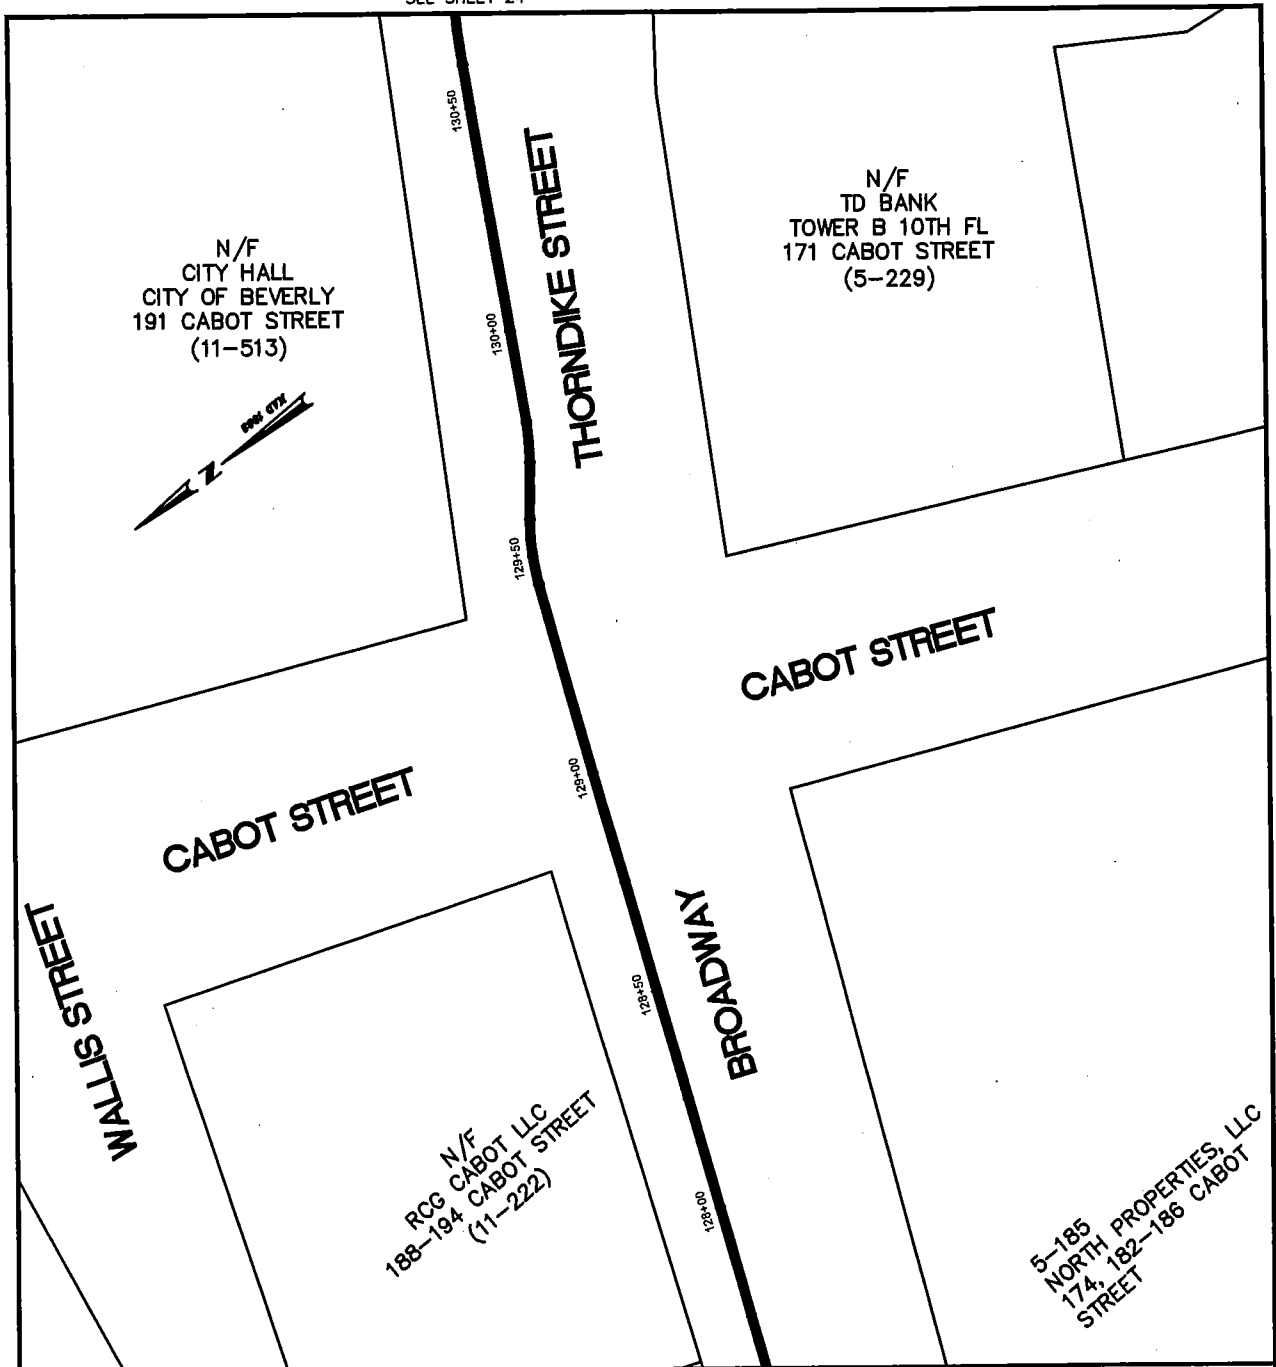 130+50
THORNDIKE STREET
N/F
TD BANK
TOWER B 10TH FL
171 CABOT STREET
(5-229)
N/F
CITY HALL
CITY OF BEVERLY
191 CABOT STREET
(11-513)
130+00
N
129+50
CABOT STREET
129+00
CABOT STREET
WALLIS STREET
BROADWAY
128+50
N/F
RCG CABOT LLC
188-194 CABOT STREET
(11-222)
128+00
5-185
NORTH PROPERTIES, LLC
174, 182-186 CABOT
STREET